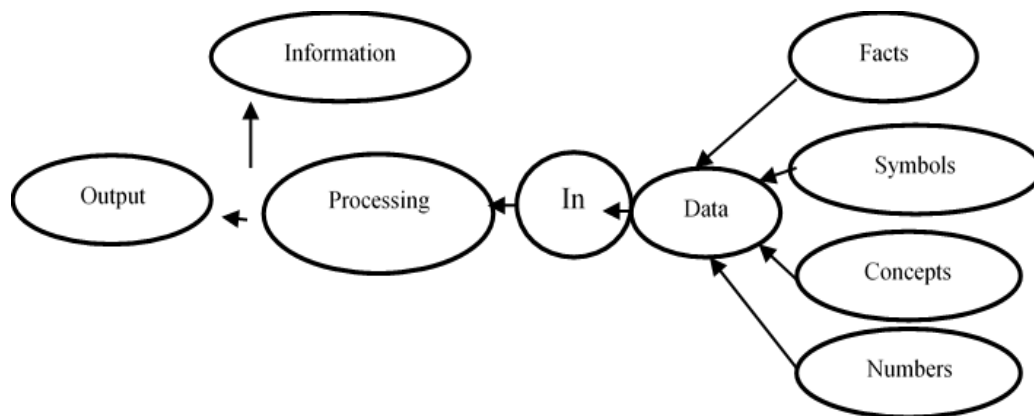 Information
Facts
Symbols
Output
Processing
In
Data
Concepts
Numbers